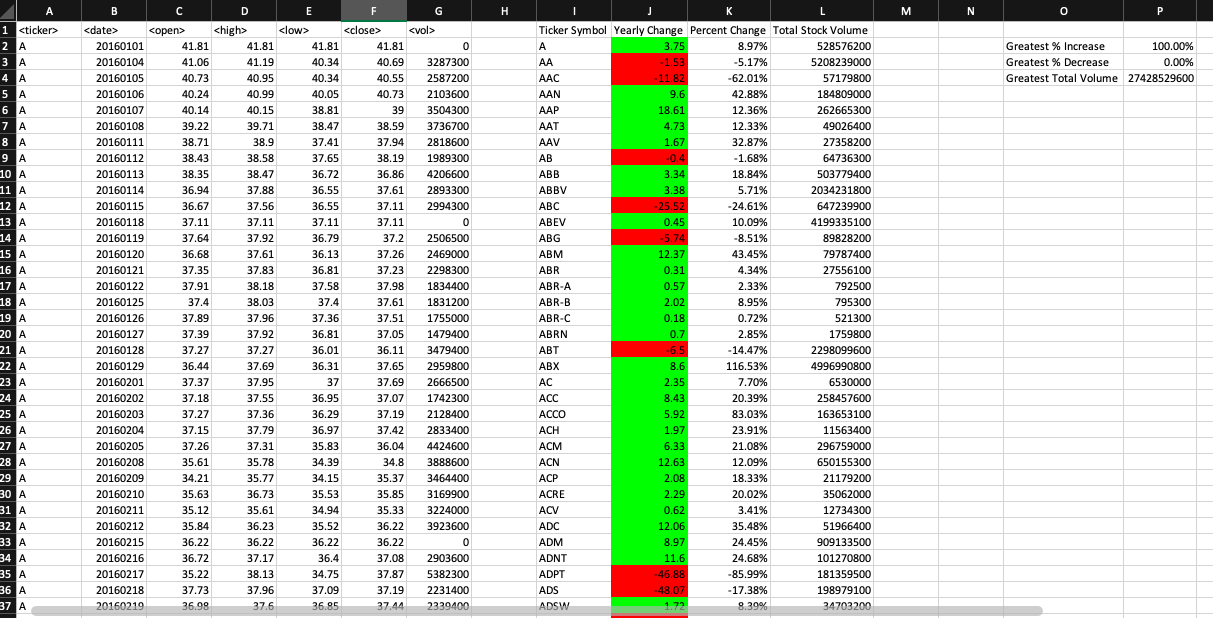 A B C D E F G H I J K L M N O P
1 <ticker> <date> <open> <high> <low> <close> <vol> Ticker Symbol Yearly Change Percent Change Total Stock Volume
2 A 20160101 41.81 41.81 41.81 41.81 0 A 3.75 8.97% 528576200 Greatest % Increase 100.00%
3 A 20160104 41.06 41.19 40.34 40.69 3287300 AA -1.53 -5.17% 5208239000 Greatest % Decrease 0.00%
4 A 20160105 40.73 40.95 40.34 40.55 2587200 AAC -11.82 -62.01% 57179800 Greatest Total Volume 27428529600
5 A 20160106 40.24 40.99 40.05 40.73 2103600 AAN 9.6 42.88% 184809000
6 A 20160107 40.14 40.15 38.81 39 3504300 AAP 18.61 12.36% 262665300
7 A 20160108 39.22 39.71 38.47 38.59 3736700 AAT 4.73 12.33% 49026400
8 A 20160111 38.71 38.9 37.41 37.94 2818600 AAV 1.67 32.87% 27358200
9 A 20160112 38.43 38.58 37.65 38.19 1989300 AB -0.4 -1.68% 64736300
10 A 20160113 38.35 38.47 36.72 36.86 4206600 ABB 3.34 18.84% 503779400
11 A 20160114 36.94 37.88 36.55 37.61 2893300 ABBV 3.38 5.71% 2034231800
12 A 20160115 36.67 37.56 36.55 37.11 2994300 ABC -25.52 -24.61% 647239900
13 A 20160118 37.11 37.11 37.11 37.11 0 ABEV 0.45 10.09% 4199335100
14 A 20160119 37.64 37.92 36.79 37.2 2506500 ABG -5.74 -8.51% 89828200
15 A 20160120 36.68 37.61 36.13 37.26 2469000 ABM 12.37 43.45% 79787400
16 A 20160121 37.35 37.83 36.81 37.23 2298300 ABR 0.31 4.34% 27556100
17 A 20160122 37.91 38.18 37.58 37.98 1834400 ABR-A 0.57 2.33% 792500
18 A 20160125 37.4 38.03 37.4 37.61 1831200 ABR-B 2.02 8.95% 795300
19 A 20160126 37.89 37.96 37.36 37.51 1755000 ABR-C 0.18 0.72% 521300
20 A 20160127 37.39 37.92 36.81 37.05 1479400 ABRN 0.7 2.85% 1759800
21 A 20160128 37.27 37.27 36.01 36.11 3479400 ABT -6.5 -14.47% 2298099600
22 A 20160129 36.44 37.69 36.31 37.65 2959800 ABX 8.6 116.53% 4996990800
23 A 20160201 37.37 37.95 37 37.69 2666500 AC 2.35 7.70% 6530000
24 A 20160202 37.18 37.55 36.95 37.07 1742300 ACC 8.43 20.39% 258457600
25 A 20160203 37.27 37.36 36.29 37.19 2128400 ACCO 5.92 83.03% 163653100
26 A 20160204 37.15 37.79 36.97 37.42 2833400 ACH 1.97 23.91% 11563400
27 A 20160205 37.26 37.31 35.83 36.04 4424600 ACM 6.33 21.08% 296759000
28 A 20160208 35.61 35.78 34.39 34.8 3888600 ACN 12.63 12.09% 650155300
29 A 20160209 34.21 35.77 34.15 35.37 3464400 ACP 2.08 18.33% 21179200
30 A 20160210 35.63 36.73 35.53 35.85 3169900 ACRE 2.29 20.02% 35062000
31 A 20160211 35.12 35.61 34.94 35.33 3224000 ACV 0.62 3.41% 12734300
32 A 20160212 35.84 36.23 35.52 36.22 3923600 ADC 12.06 35.48% 51966400
33 A 20160215 36.22 36.22 36.22 36.22 0 ADM 8.97 24.45% 909133500
34 A 20160216 36.72 37.17 36.4 37.08 2903600 ADNT 11.6 24.68% 101270800
35 A 20160217 35.22 38.13 34.75 37.87 5382300 ADPT -46.88 -85.99% 181359500
36 A 20160218 37.73 37.96 37.09 37.19 2231400 ADS -48.07 -17.38% 198979100
37 A 20160219 36.98 37.6 36.85 37.44 2339400 ADSW 1.72 8.39% 34703200